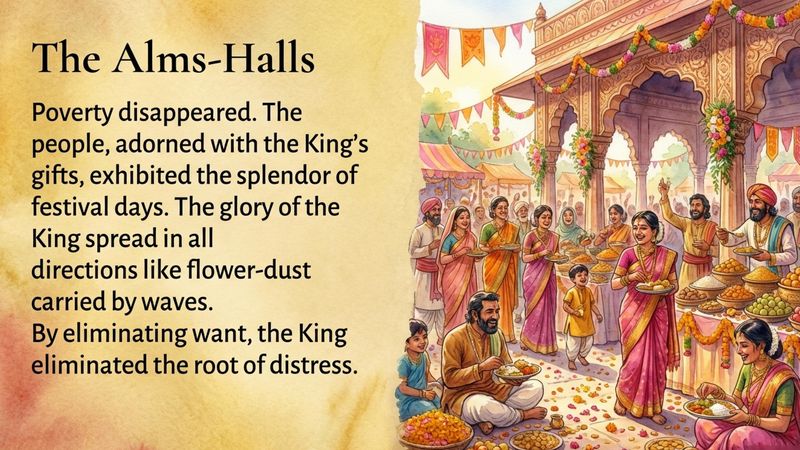 The Alms-Halls
Poverty disappeared. The
people, adorned with the King's
gifts, exhibited the splendor of
festival days. The glory of the
King spread in all
directions like flower-dust
carried by waves.
By eliminating want, the King
eliminated the root of distress.